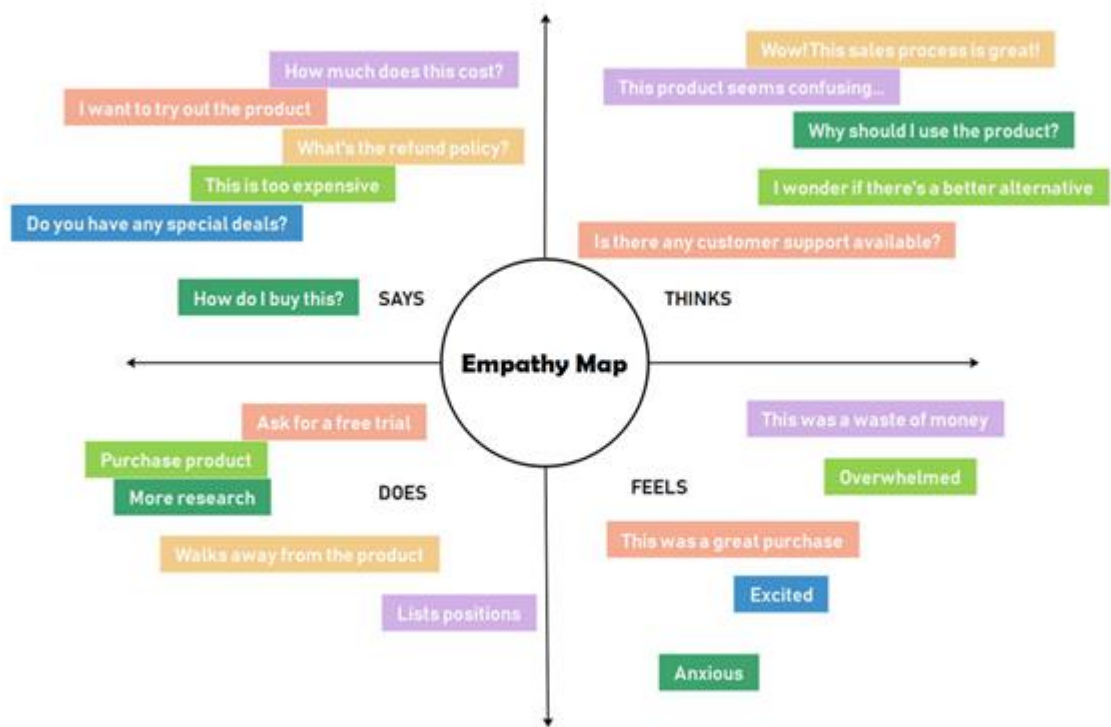 How much does this cost?
I want to try out the product
What's the refund policy?
This is too expensive
Do you have any special deals?
How do I buy this?
SAYS
Wow! This sales process is great!
This product seems confusing...
Why should I use the product?
I wonder if there's a better alternative
Is there any customer support available?
THINKS
Empathy Map
Ask for a free trial
Purchase product
More research
DOES
Walks away from the product
Lists positions
This was a waste of money
Overwhelmed
FEELS
This was a great purchase
Excited
Anxious